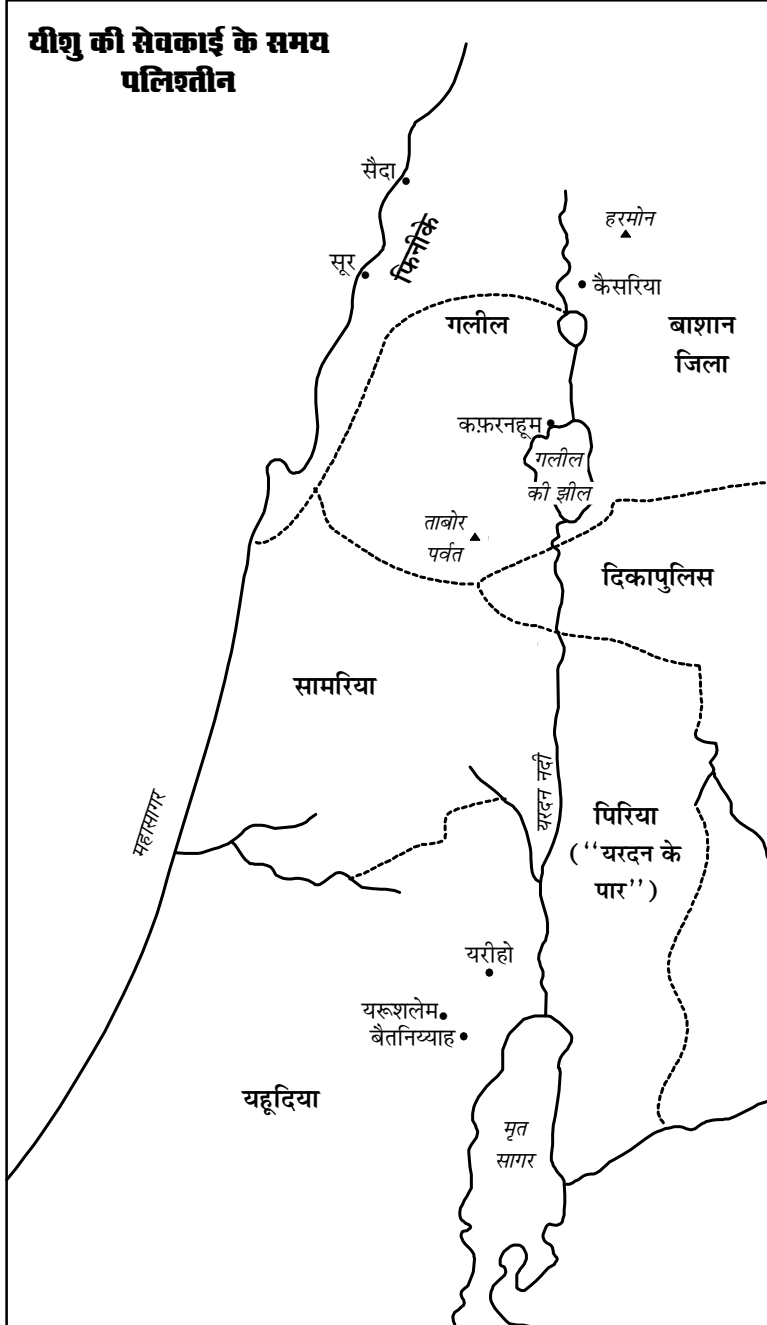 यीशु की सेवकाई के समय
पलिश्तीन
सैदा
हरमोन
फिनीके
सूर
कैसरिया
गलील
बाशान
जिला
कफ़रनहूम
गलील
की झील
ताबोर
पर्वत
दिकापुलिस
सामरिया
यरदन नदी
महासागर
पिरिया
(‘‘यरदन के
पार’’)
यरीहो
यरूशलेम
बैतनिय्याह
यहूदिया
मृत
सागर